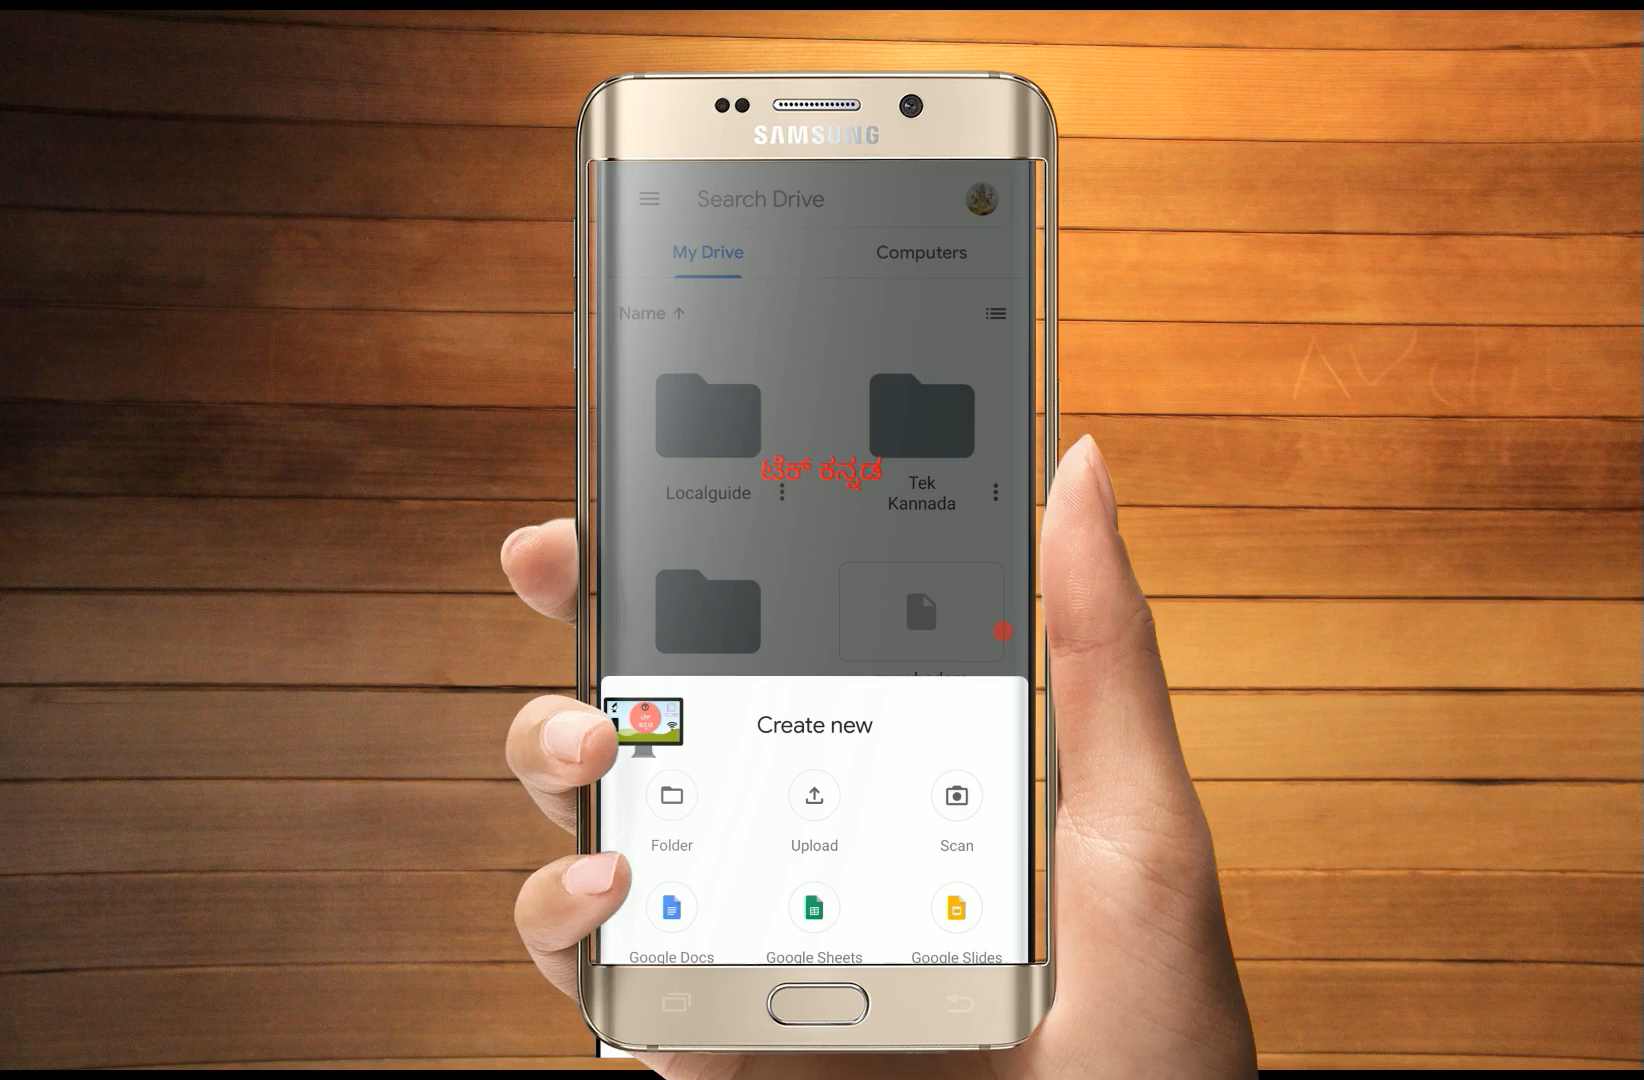 SAMSUNG
Search Drive
My Drive
Computers
Name
ಟೆಕ್ ಕನ್ನಡ
Localguide
Tek
Kannada
Create new
Folder
Upload
Scan
Google Docs
Google Sheets
Google Slides